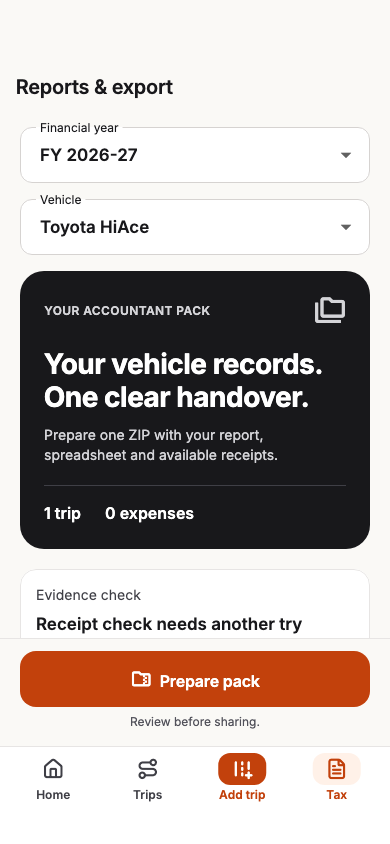 Reports & export
Financial year
FY 2026-27
Vehicle
Toyota HiAce
YOUR ACCOUNTANT PACK
Your vehicle records.
One clear handover.
Prepare one ZIP with your report,
spreadsheet and available receipts.
1 trip 0 expenses
Evidence check
Receipt check needs another try
Prepare pack
Review before sharing.
Home Trips Add trip Tax